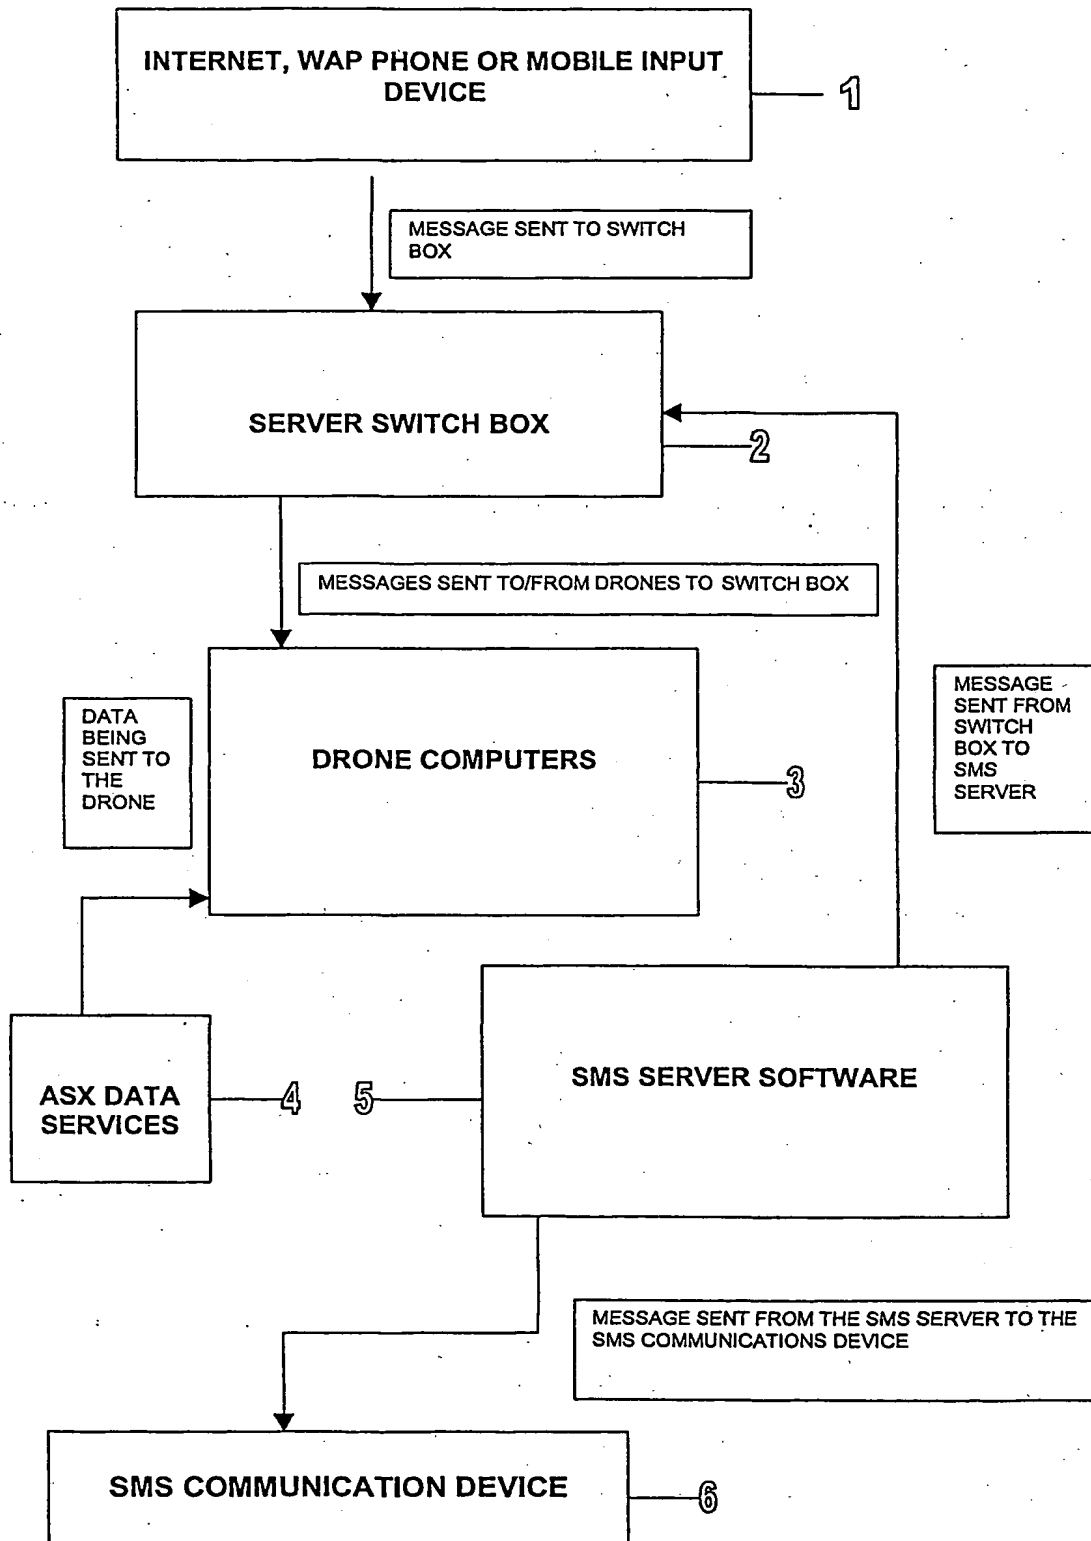 INTERNET, WAP PHONE OR MOBILE INPUT
DEVICE
1
MESSAGE SENT TO SWITCH
BOX
SERVER SWITCH BOX
2
MESSAGES SENT TO/FROM DRONES TO SWITCH BOX
DATA
BEING
SENT TO
THE
DRONE
DRONE COMPUTERS
3
MESSAGE
SENT FROM
SWITCH
BOX TO
SMS
SERVER
ASX DATA
SERVICES
4
5
SMS SERVER SOFTWARE
MESSAGE SENT FROM THE SMS SERVER TO THE
SMS COMMUNICATIONS DEVICE
SMS COMMUNICATION DEVICE
6